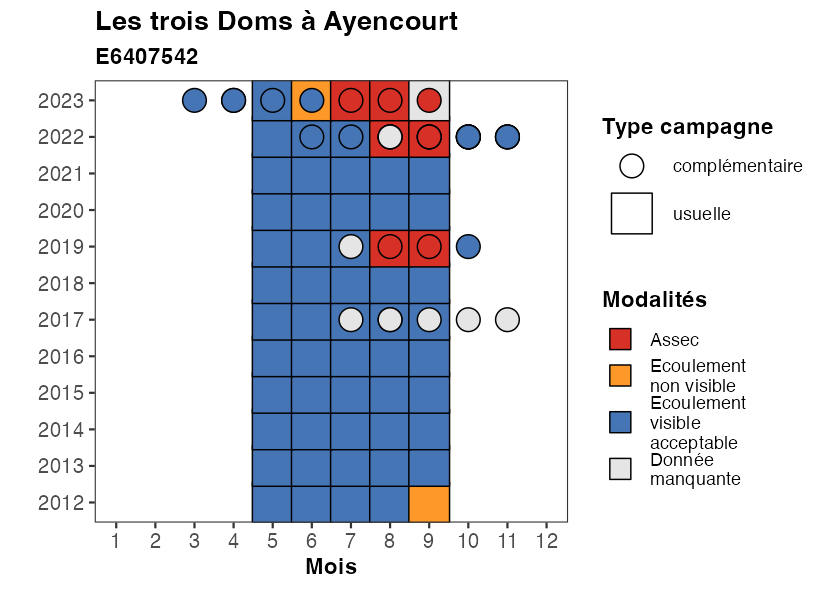 Les trois Doms à Ayencourt
E6407542
2023
2022
2021
2020
2019
2018
2017
2016
2015
2014
2013
2012
1 2 3 4 5 6 7 8 9 10 11 12
Mois
Type campagne
complémentaire
usuelle
Modalités
Assec
Ecoulement
non visible
Ecoulement
visible
acceptable
Donnée
manquante